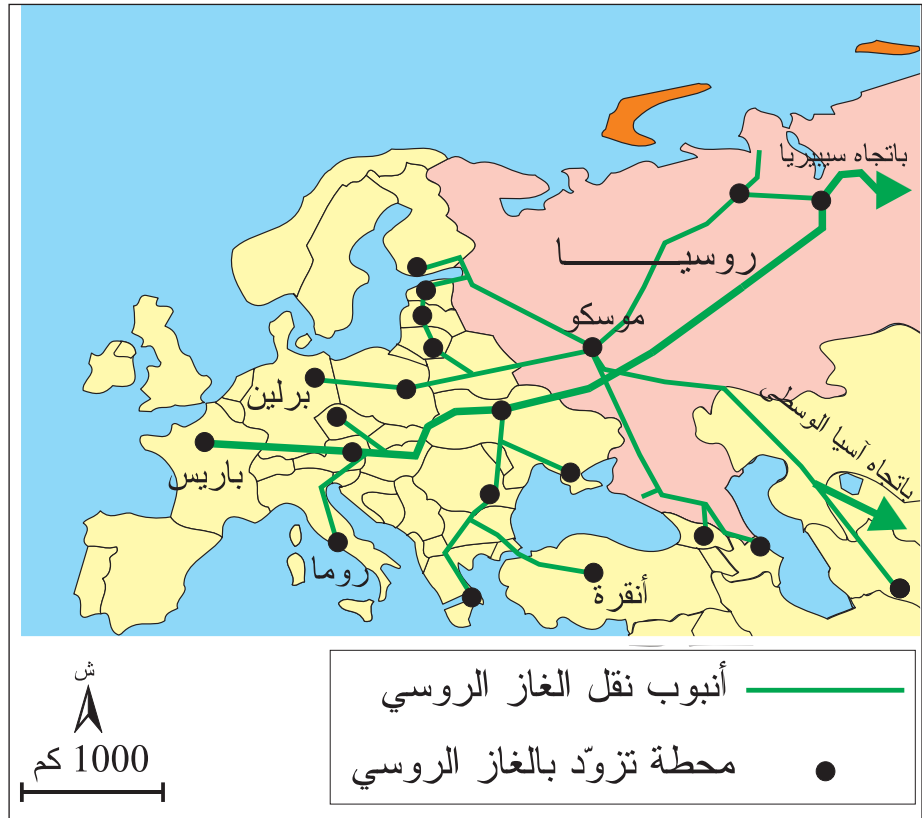 باتجاه سيبيريا
روسيـــــــــا
موسكو
برلين
باتجاه آسيا الوسطى
باريس
روما
أنقرة
ش
1000 كم
أنبوب نقل الغاز الروسي
محطة تزوّد بالغاز الروسي